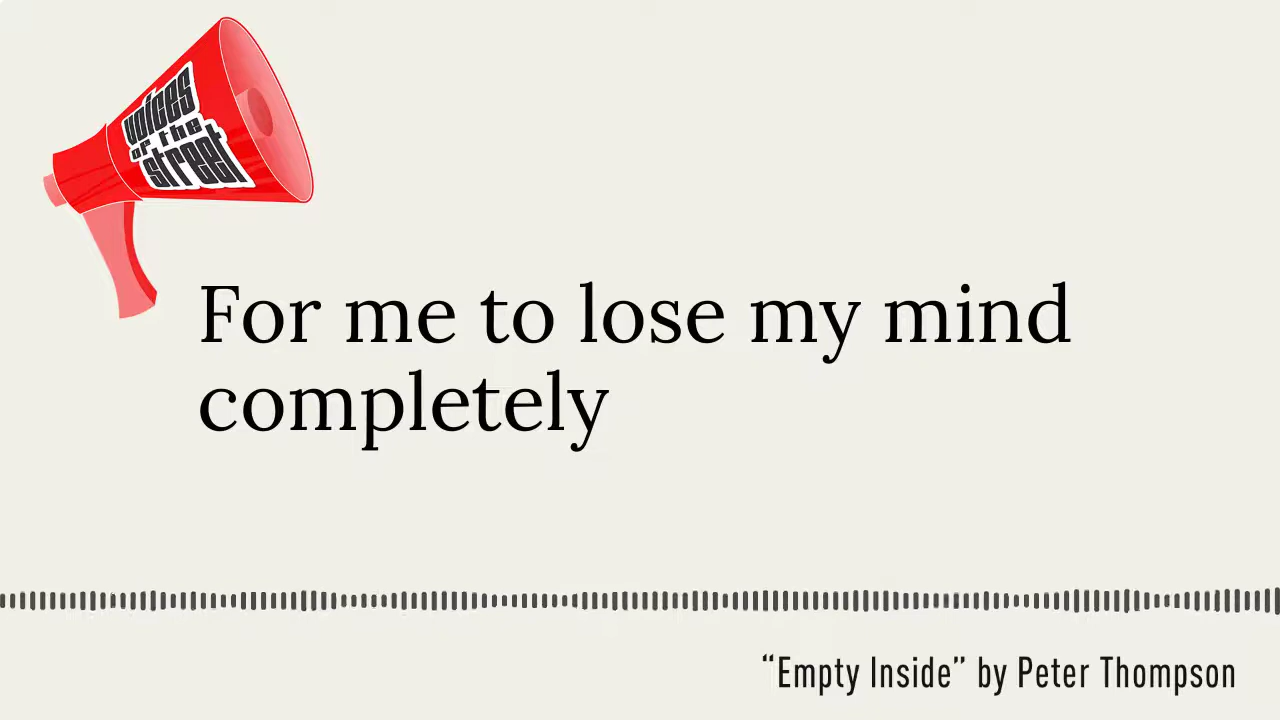 voices
of the
street
For me to lose my mind
completely
“Empty Inside” by Peter Thompson